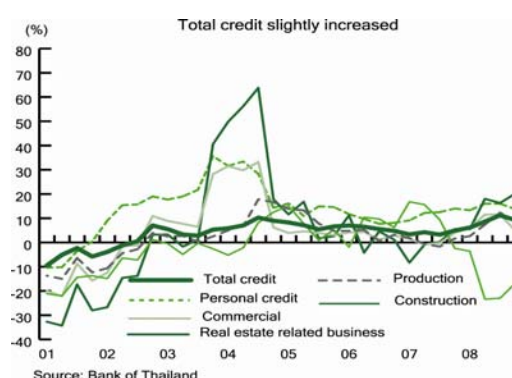 Total credit slightly increased
(%)
80
70
60
50
40
30
20
10
0
-10
-20
-30
-40
Total credit
Production
Personal credit
Construction
Commercial
Real estate related business
01 02 03 04 05 06 07 08
Source: Bank of Thailand